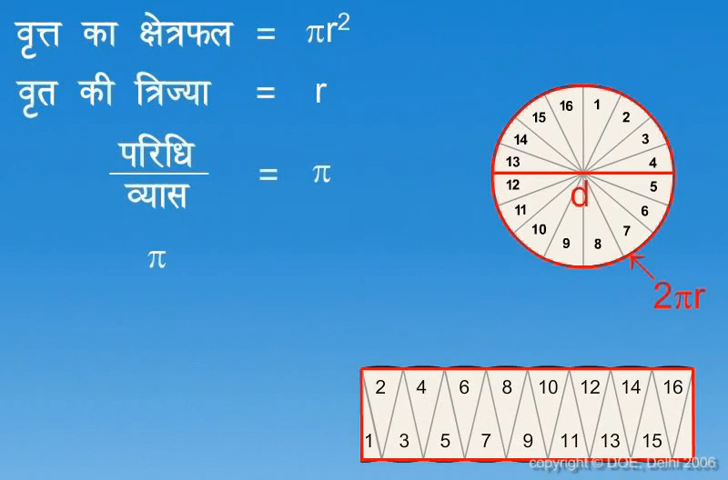 वृत्त का क्षेत्रफल = πr²
वृत की त्रिज्या = r
परिधि
व्यास
= π
π
16 1
15 2
14 3
13 4
12 5
d
11 6
10 7
9 8
2πr
2 4 6 8 10 12 14 16
1 3 5 7 9 11 13 15
copyright © DOE, Delhi 2006